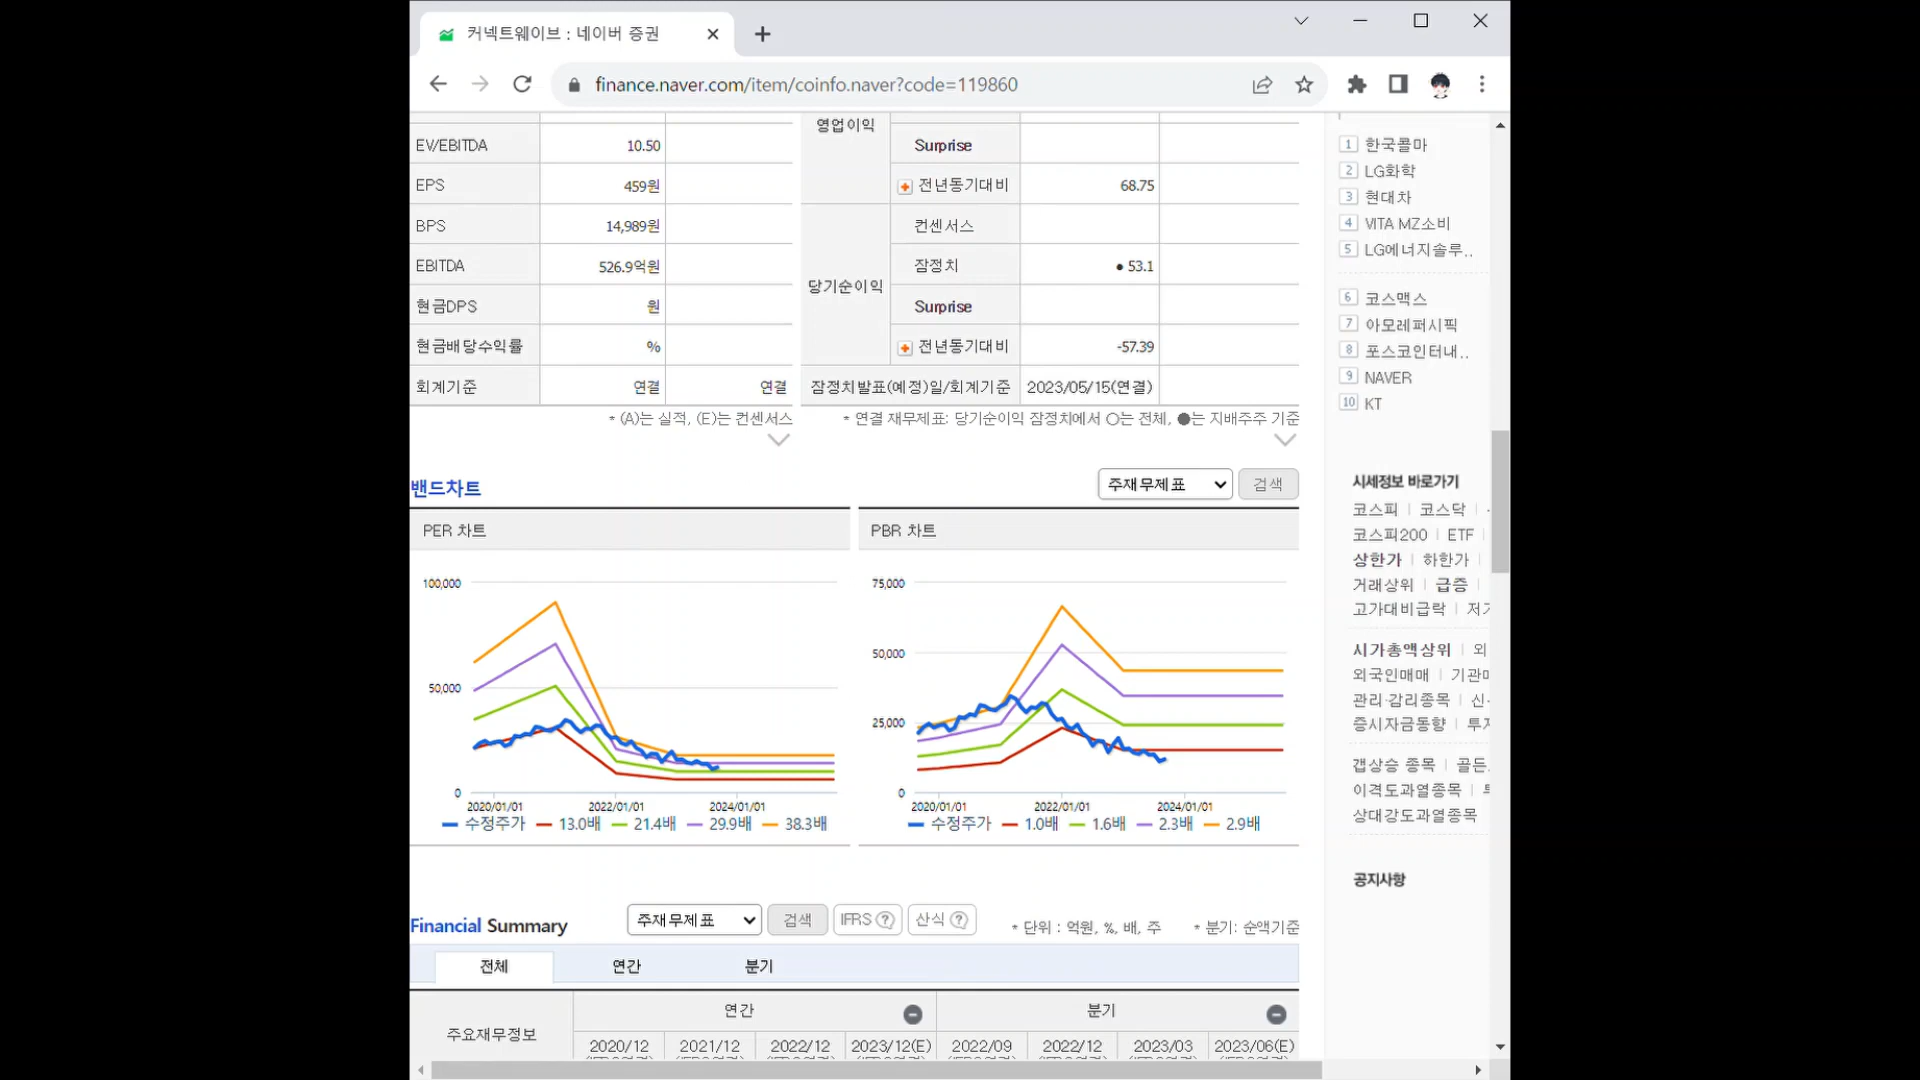 커넥트웨이브 : 네이버 증권
finance.naver.com/item/coinfo.naver?code=119860
EV/EBITDA 10.50
EPS 459원
BPS 14,989원
EBITDA 526.9억원
현금DPS 원
현금배당수익률 %
회계기준 연결 연결
* (A)는 실적, (E)는 컨센서스
영업이익
Surprise
전년동기대비 68.75
당기순이익
컨센서스
잠정치 ● 53.1
Surprise
전년동기대비 -57.39
잠정치발표(예정)일/회계기준 2023/05/15(연결)
* 연결 재무제표: 당기순이익 잠정치에서 ○는 전체, ●는 지배주주 기준
밴드차트
주재무제표 검색
PER 차트
100,000
50,000
0
2020/01/01 2022/01/01 2024/01/01
수정주가 13.0배 21.4배 29.9배 38.3배
PBR 차트
75,000
50,000
25,000
0
2020/01/01 2022/01/01 2024/01/01
수정주가 1.0배 1.6배 2.3배 2.9배
Financial Summary
주재무제표 검색 IFRS ? 산식 ?
* 단위 : 억원, %, 배, 주 * 분기: 순액기준
전체 연간 분기
주요재무정보
연간 분기
2020/12 2021/12 2022/12 2023/12(E) 2022/09 2022/12 2023/03 2023/06(E)
1 한국콜마
2 LG화학
3 현대차
4 VITA MZ소비
5 LG에너지솔루..
6 코스맥스
7 아모레퍼시픽
8 포스코인터내..
9 NAVER
10 KT
시세정보 바로가기
코스피 코스닥
코스피200 ETF
상한가 하한가
거래상위 급증
고가대비급락
시가총액상위 외
외국인매매
관리·감리종목
증시자금동향
갭상승 종목
이격도과열종목
상대강도과열종목
공지사항